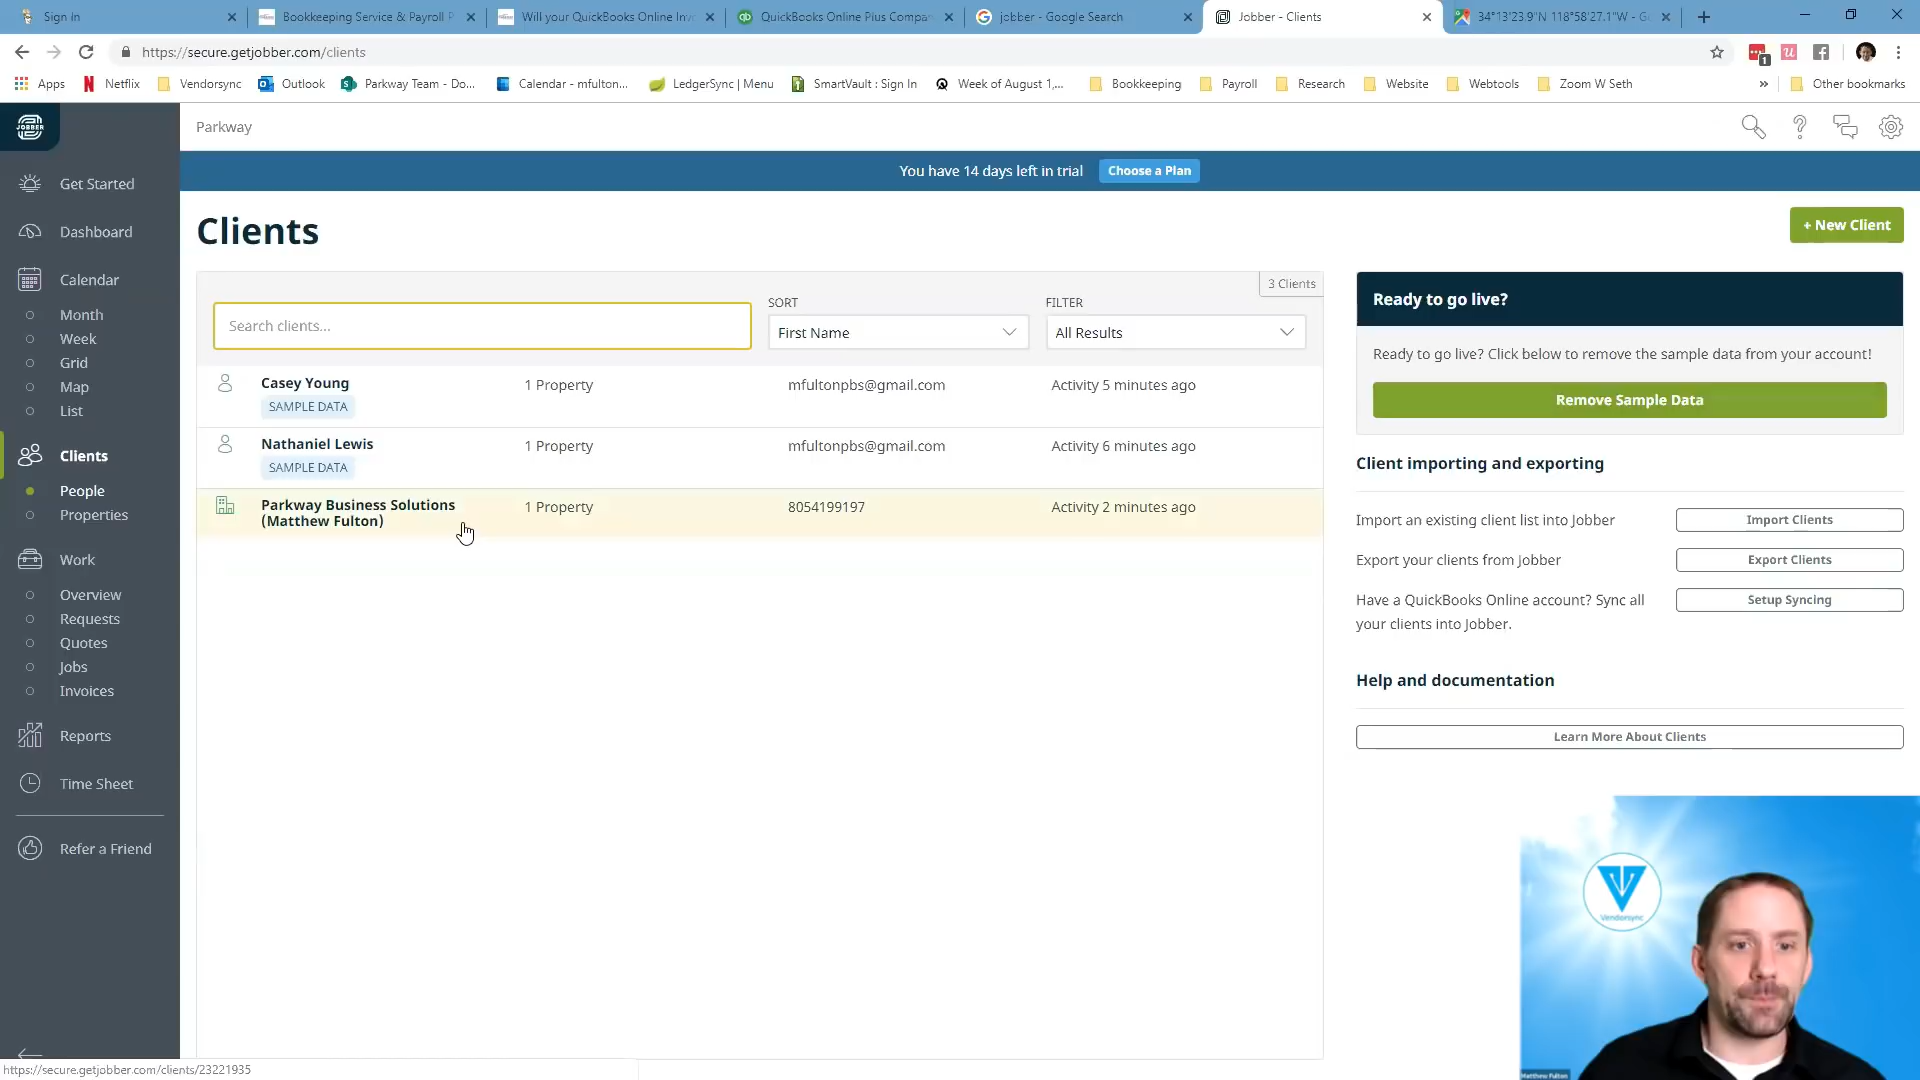 Sign In
Bookkeeping Service & Payroll P
Will your QuickBooks Online Inv
QuickBooks Online Plus Compan
jobber - Google Search
Jobber - Clients
34°13'23.9"N 118°58'27.1"W - Go
https://secure.getjobber.com/clients
1
Apps
Netflix
Vendorsync
Outlook
Parkway Team - Do...
Calendar - mfulton...
LedgerSync | Menu
SmartVault : Sign In
Week of August 1,...
Bookkeeping
Payroll
Research
Website
Webtools
Zoom W Seth
»
Other bookmarks
JOBBER
Parkway
You have 14 days left in trial
Choose a Plan
Get Started
Dashboard
Calendar
Month
Week
Grid
Map
List
Clients
People
Properties
Work
Overview
Requests
Quotes
Jobs
Invoices
Reports
Time Sheet
Refer a Friend
Clients
+ New Client
3 Clients
Search clients...
SORT
First Name
FILTER
All Results
Casey Young
SAMPLE DATA
1 Property
mfultonpbs@gmail.com
Activity 5 minutes ago
Nathaniel Lewis
SAMPLE DATA
1 Property
mfultonpbs@gmail.com
Activity 6 minutes ago
Parkway Business Solutions
(Matthew Fulton)
1 Property
8054199197
Activity 2 minutes ago
Ready to go live?
Ready to go live? Click below to remove the sample data from your account!
Remove Sample Data
Client importing and exporting
Import an existing client list into Jobber
Import Clients
Export your clients from Jobber
Export Clients
Have a QuickBooks Online account? Sync all
your clients into Jobber.
Setup Syncing
Help and documentation
Learn More About Clients
Vendorsync
Matthew Fulton
https://secure.getjobber.com/clients/23221935